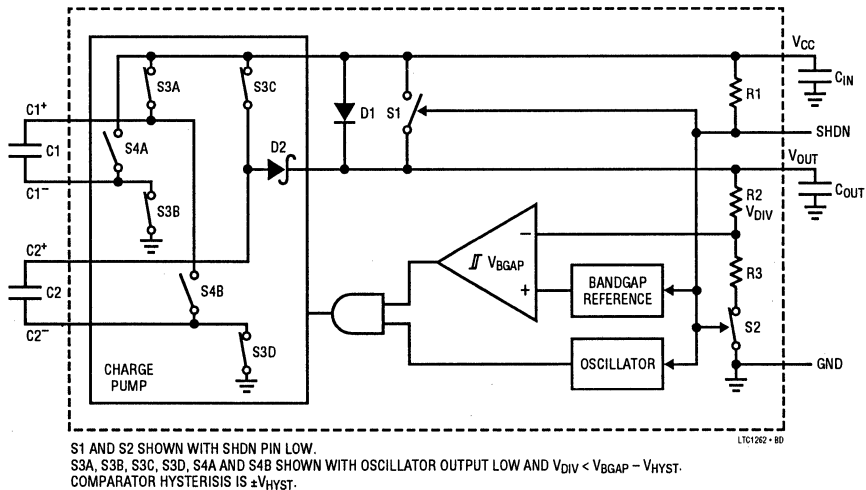 VCC
CIN
S3A
S3C
R1
D1
S1
SHDN
C1+
C1
S4A
D2
C1−
VOUT
COUT
R2
VDIV
S3B
C2+
C2
S4B
−
VBGAP
+
BANDGAP
REFERENCE
R3
C2−
S2
S3D
OSCILLATOR
GND
CHARGE
PUMP
LTC1262 • BD
S1 AND S2 SHOWN WITH SHDN PIN LOW.
S3A, S3B, S3C, S3D, S4A AND S4B SHOWN WITH OSCILLATOR OUTPUT LOW AND VDIV < VBGAP – VHYST.
COMPARATOR HYSTERISIS IS ±VHYST.